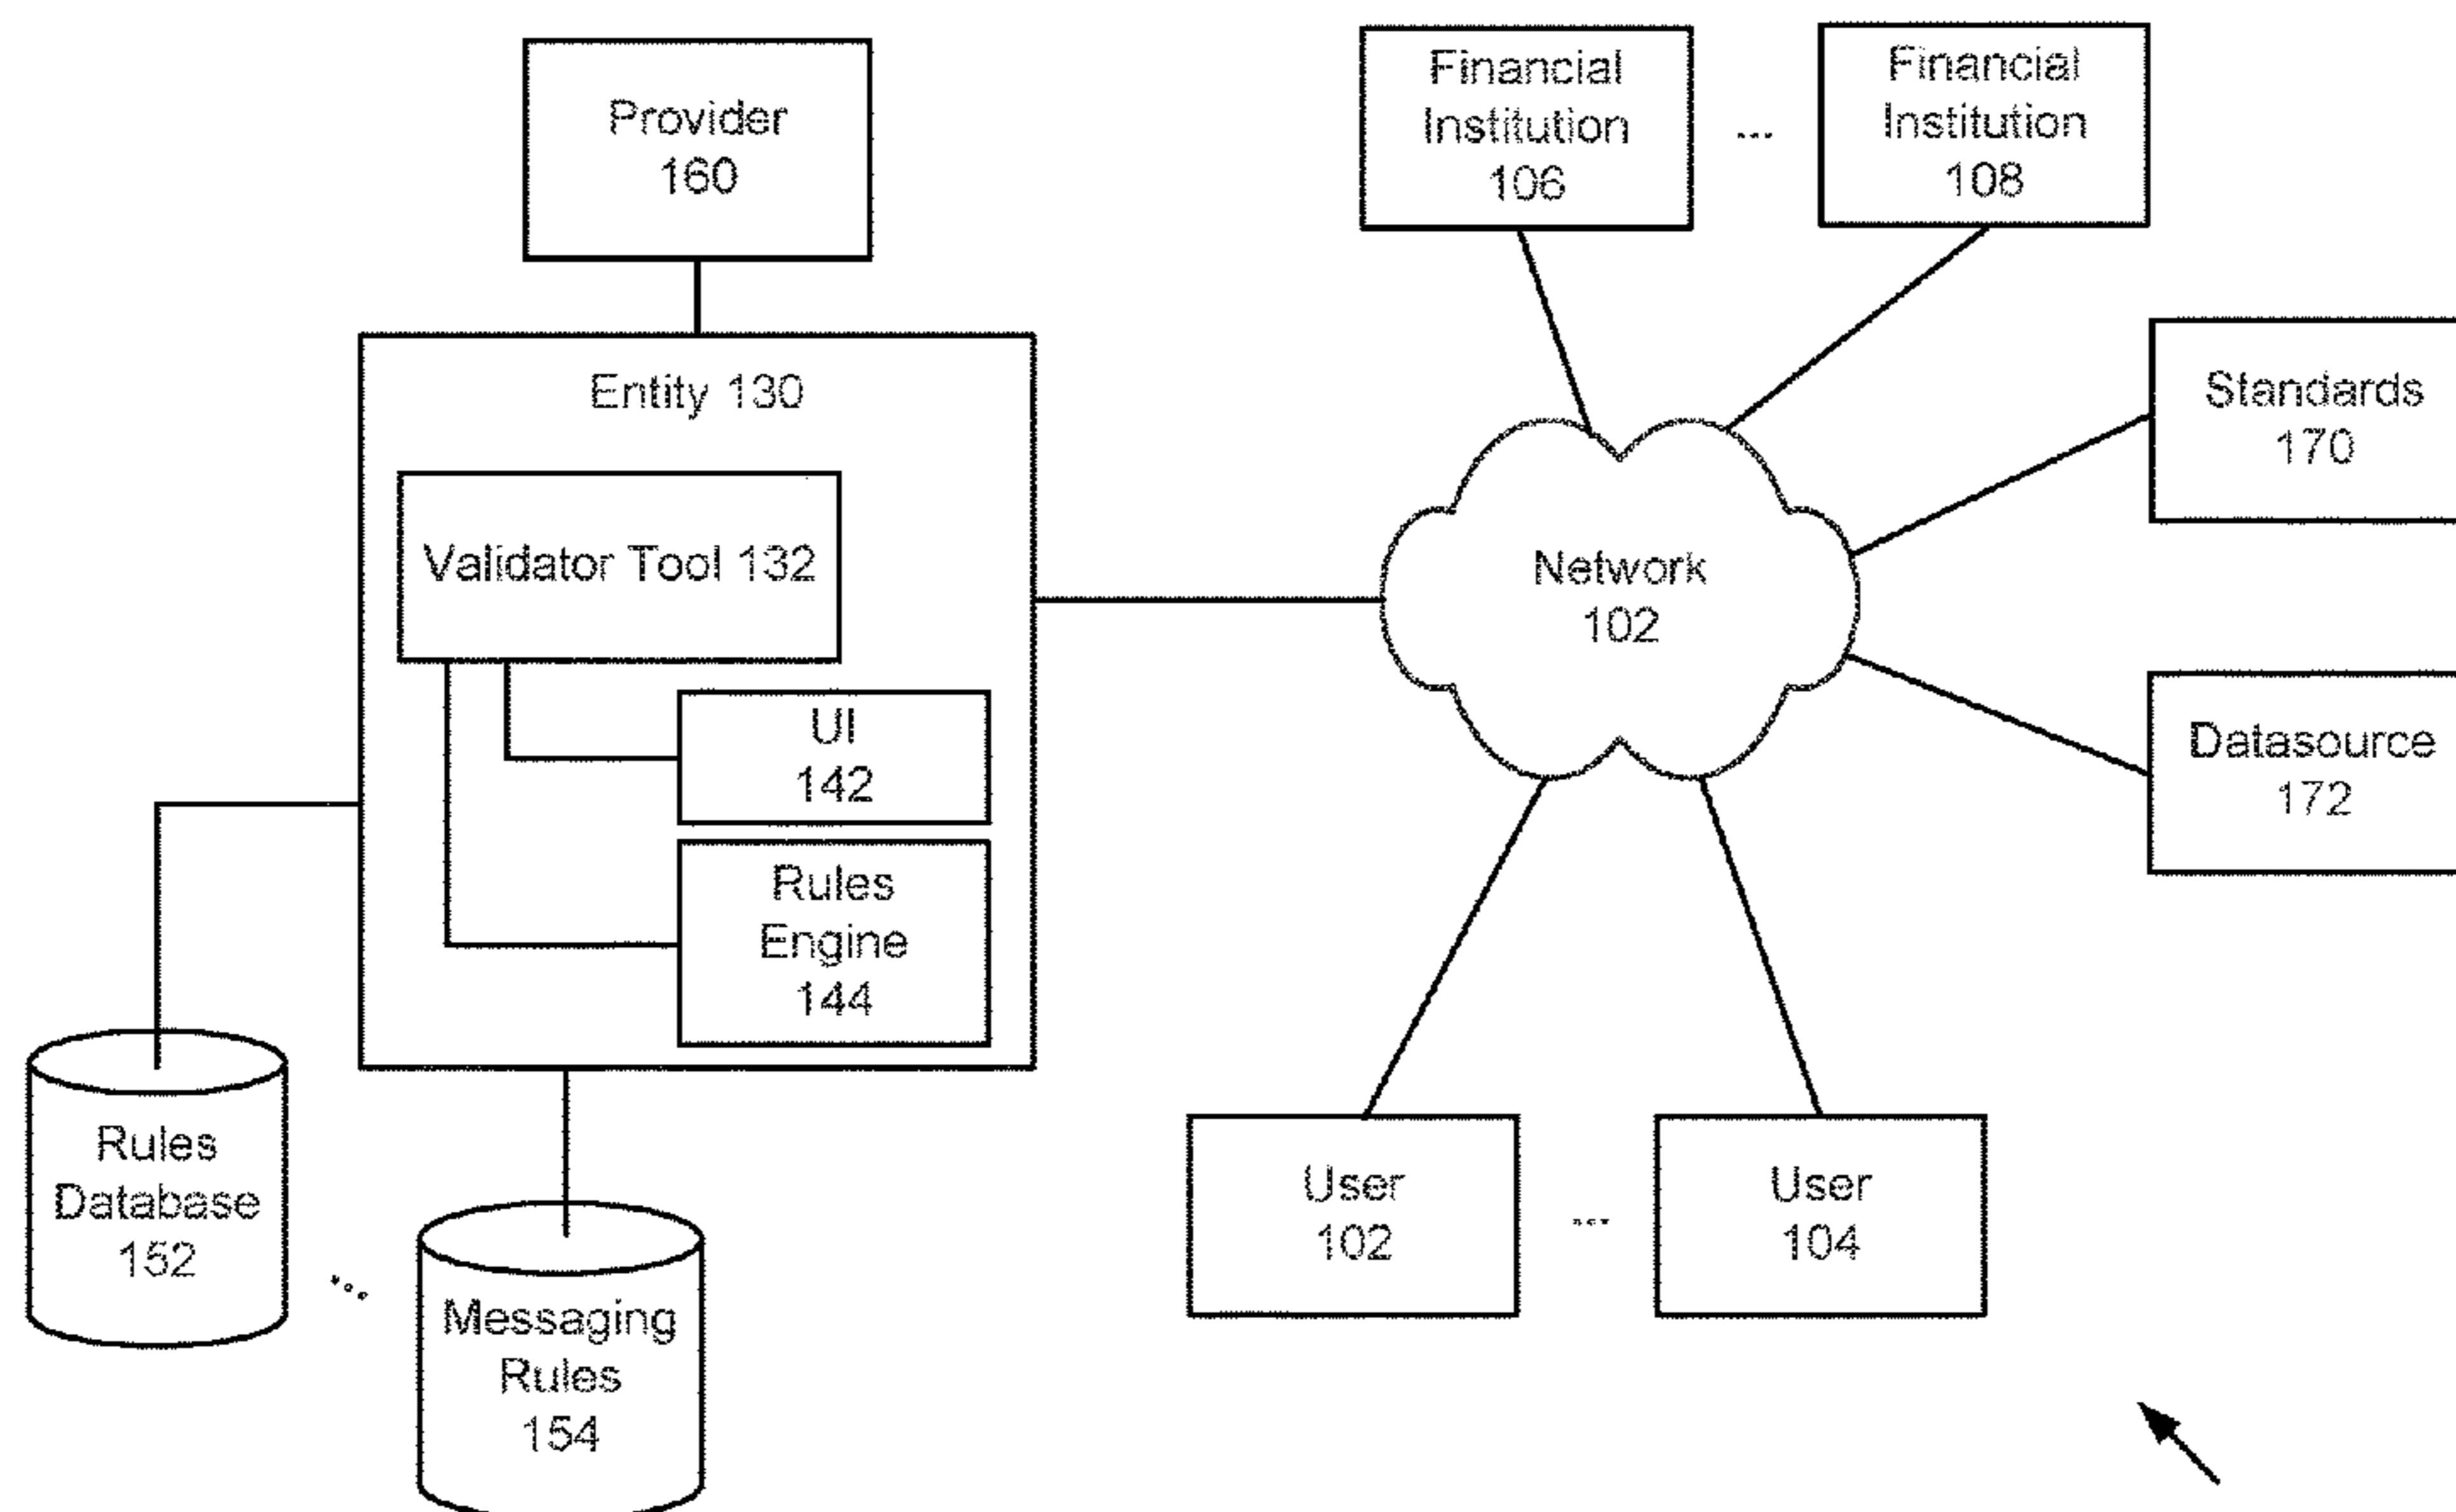 Provider
160
Financial
Institution
106
...
Financial
Institution
108
Entity 130
Validator Tool 132
UI
142
Rules
Engine
144
Network
102
Standards
170
Datasource
172
Rules
Database
152
...
Messaging
Rules
154
User
102
...
User
104